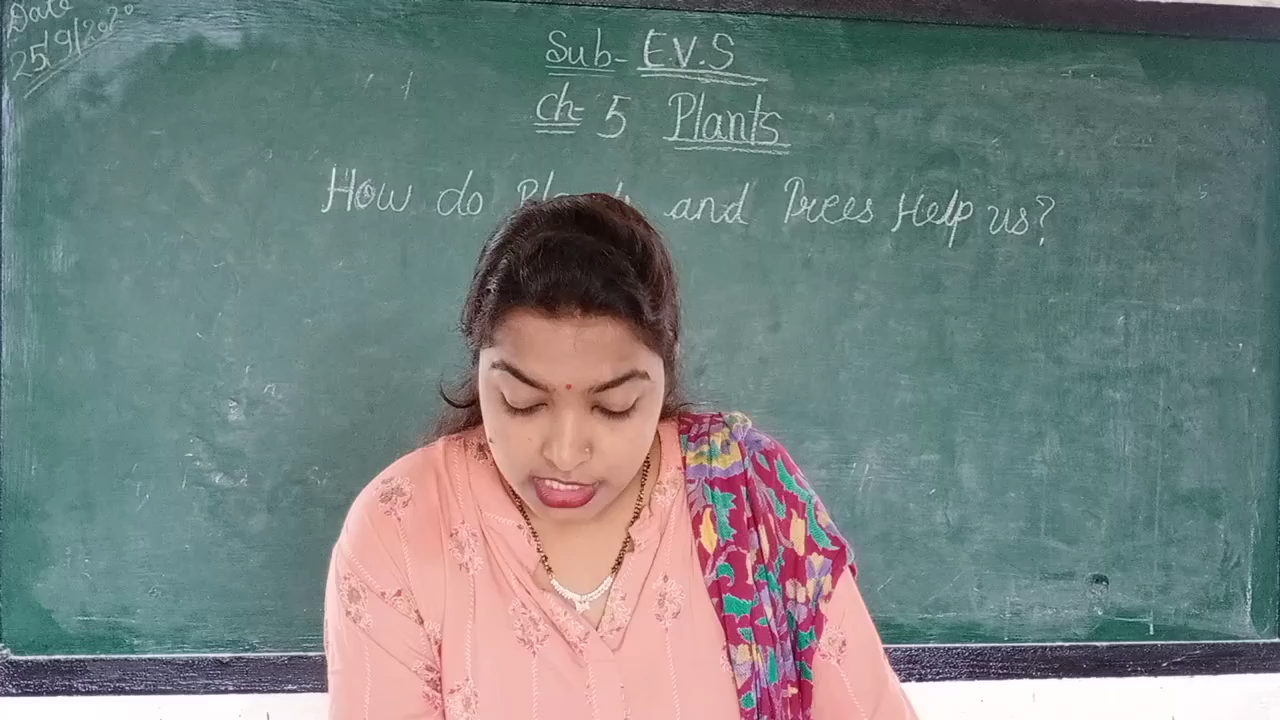 Date
25/9/2020
Sub- E.V.S
Ch- 5 Plants
How do and Trees Help us?